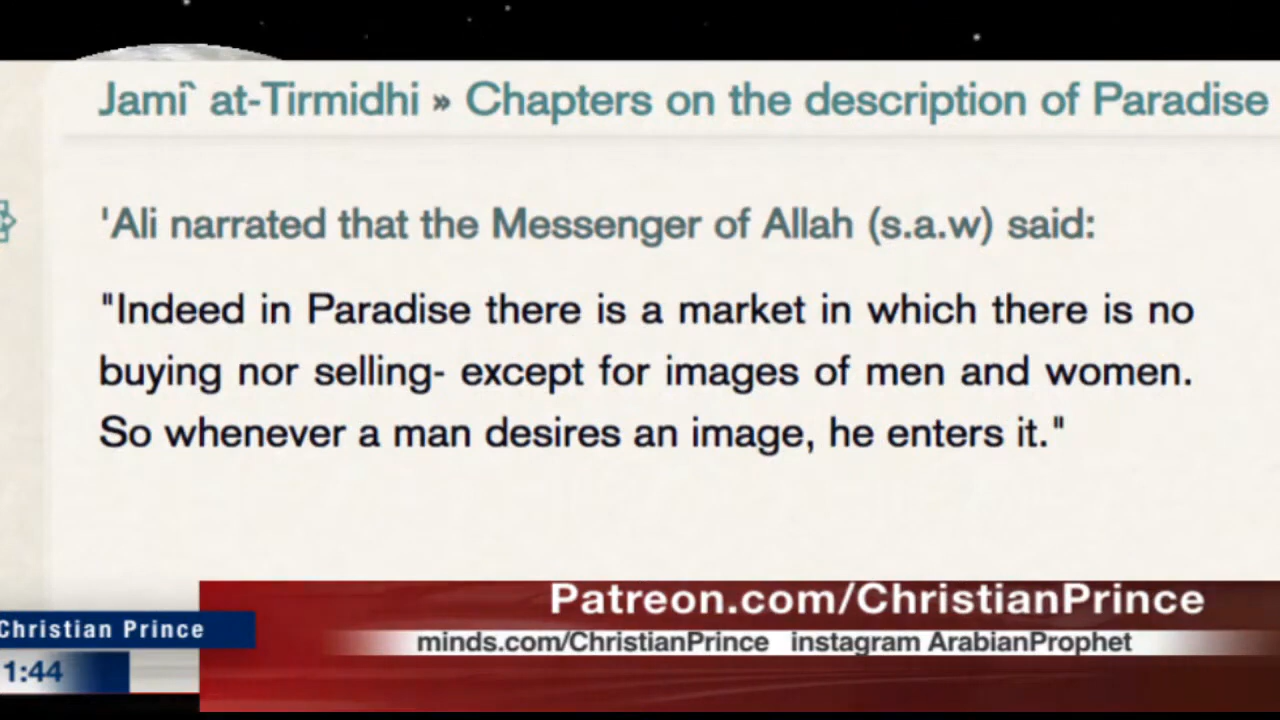 Jami` at-Tirmidhi » Chapters on the description of Paradise
'Ali narrated that the Messenger of Allah (s.a.w) said:
"Indeed in Paradise there is a market in which there is no
buying nor selling- except for images of men and women.
So whenever a man desires an image, he enters it."
Patreon.com/ChristianPrince
Christian Prince
minds.com/ChristianPrince instagram ArabianProphet
1:44